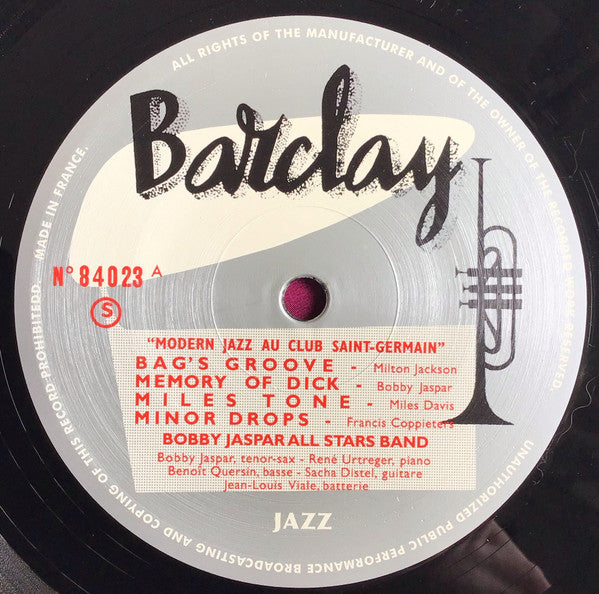 ALL RIGHTS OF THE MANUFACTURER AND OF THE OWNER OF THE RECORDED WORK RESERVED.
Barclay
MADE IN FRANCE.
N° 84023 A
S
"MODERN JAZZ AU CLUB SAINT-GERMAIN"
BAG'S GROOVE - Milton Jackson
MEMORY OF DICK - Bobby Jaspar
MILES TONE - Miles Davis
MINOR DROPS - Francis Coppieters
BOBBY JASPAR ALL STARS BAND
Bobby Jaspar, tenor-sax - René Urtreger, piano
Benoît Quersin, basse - Sacha Distel, guitare
Jean-Louis Viale, batterie
JAZZ
UNAUTHORIZED PUBLIC PERFORMANCE BROADCASTING AND COPYING OF THIS RECORD PROHIBITEDD.